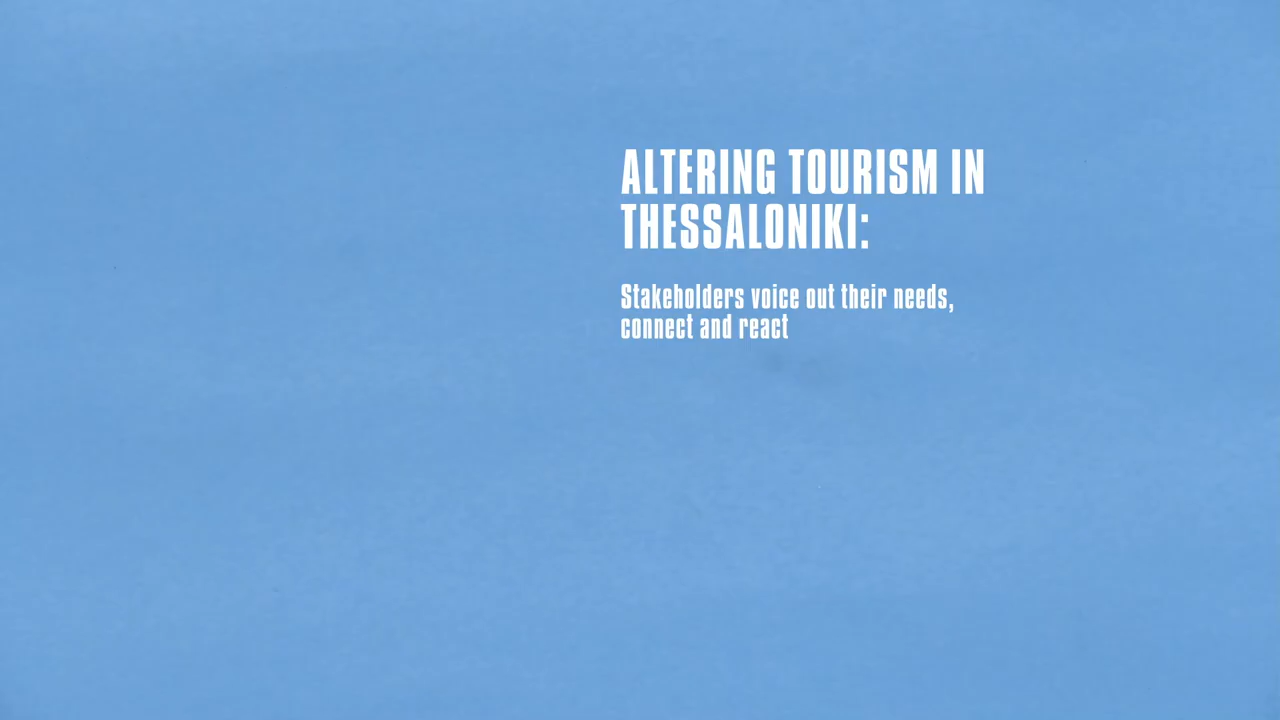 ALTERING TOURISM IN
THESSALONIKI:
Stakeholders voice out their needs,
connect and react